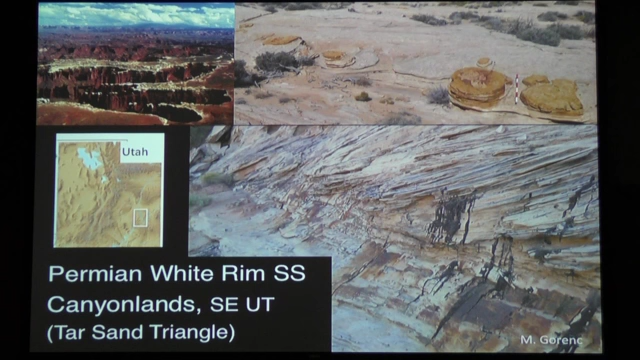 Utah
Permian White Rim SS
Canyonlands, SE UT
(Tar Sand Triangle)
M. Gorenc